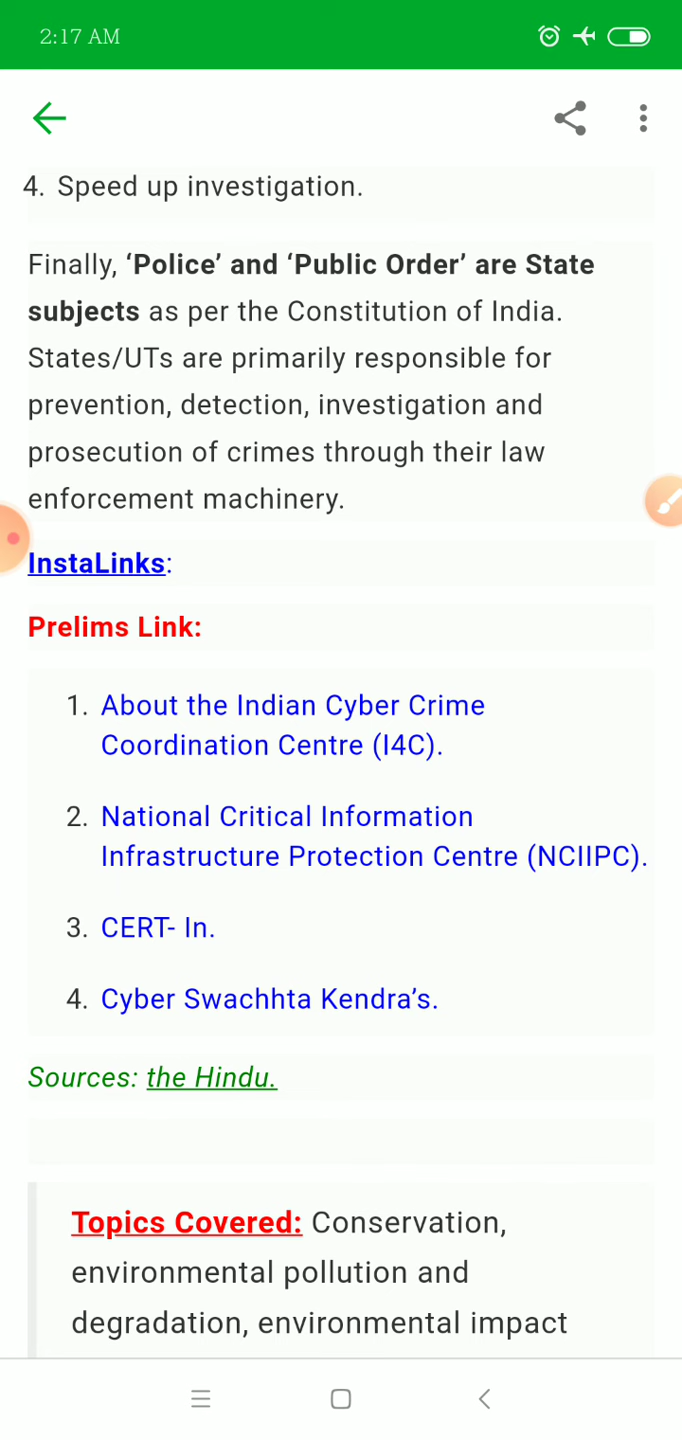 2:17 AM
4. Speed up investigation.
Finally, ‘Police’ and ‘Public Order’ are State
subjects as per the Constitution of India.
States/UTs are primarily responsible for
prevention, detection, investigation and
prosecution of crimes through their law
enforcement machinery.
InstaLinks:
Prelims Link:
1. About the Indian Cyber Crime
Coordination Centre (I4C).
2. National Critical Information
Infrastructure Protection Centre (NCIIPC).
3. CERT- In.
4. Cyber Swachhta Kendra’s.
Sources: the Hindu.
Topics Covered: Conservation,
environmental pollution and
degradation, environmental impact